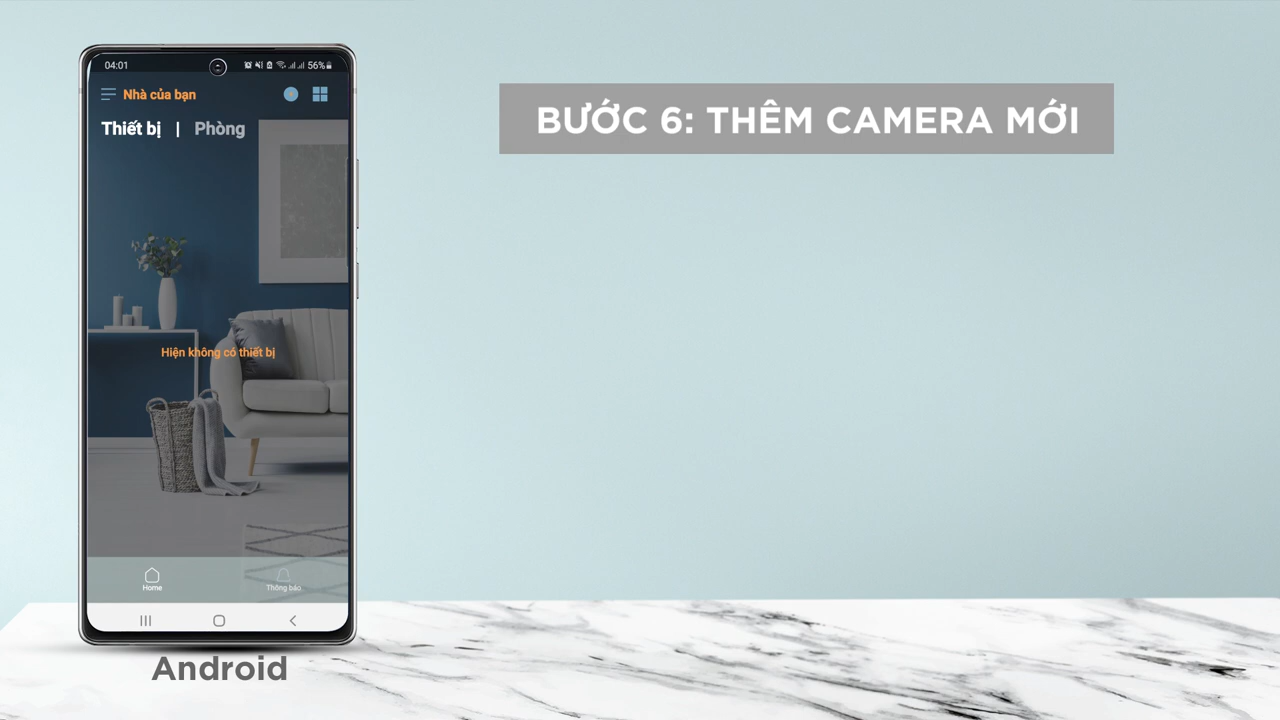 04:01
56%
Nhà của bạn
Thiết bị | Phòng
Hiện không có thiết bị
Home
Thông báo
Android
BƯỚC 6: THÊM CAMERA MỚI